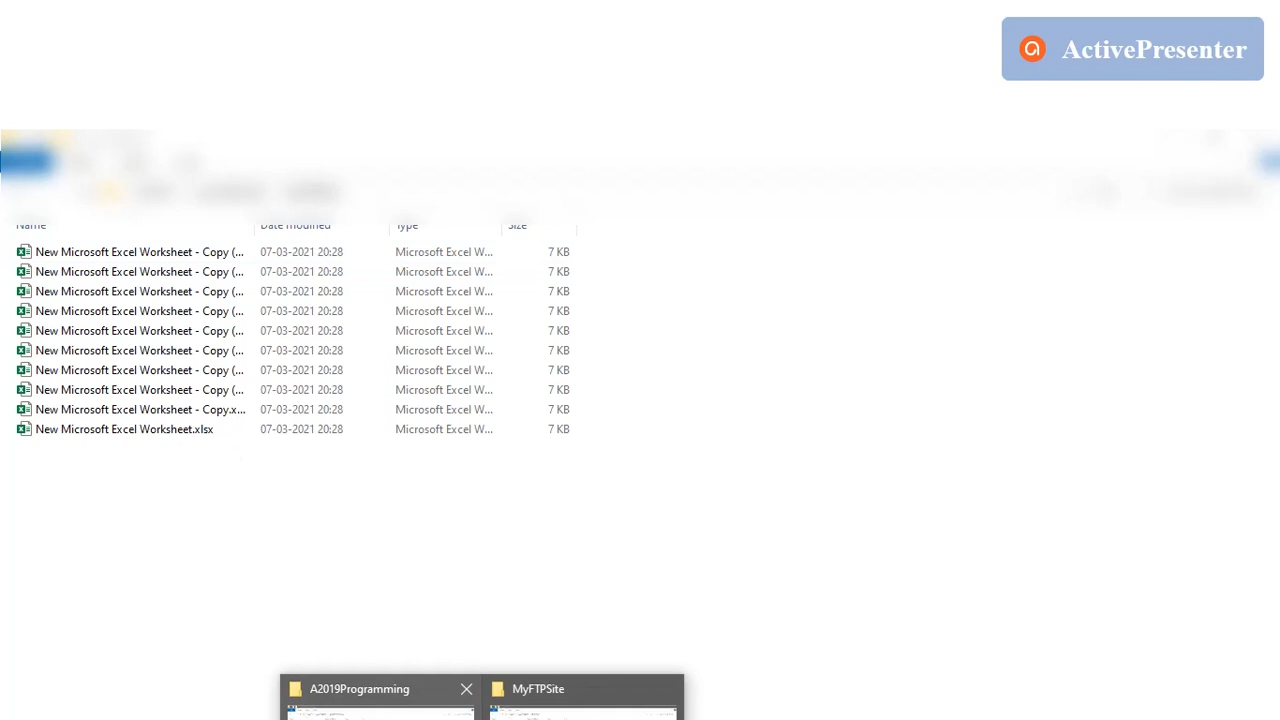 ActivePresenter
Name Date modified Type Size
New Microsoft Excel Worksheet - Copy (... 07-03-2021 20:28 Microsoft Excel W... 7 KB
New Microsoft Excel Worksheet - Copy (... 07-03-2021 20:28 Microsoft Excel W... 7 KB
New Microsoft Excel Worksheet - Copy (... 07-03-2021 20:28 Microsoft Excel W... 7 KB
New Microsoft Excel Worksheet - Copy (... 07-03-2021 20:28 Microsoft Excel W... 7 KB
New Microsoft Excel Worksheet - Copy (... 07-03-2021 20:28 Microsoft Excel W... 7 KB
New Microsoft Excel Worksheet - Copy (... 07-03-2021 20:28 Microsoft Excel W... 7 KB
New Microsoft Excel Worksheet - Copy (... 07-03-2021 20:28 Microsoft Excel W... 7 KB
New Microsoft Excel Worksheet - Copy (... 07-03-2021 20:28 Microsoft Excel W... 7 KB
New Microsoft Excel Worksheet - Copy.x... 07-03-2021 20:28 Microsoft Excel W... 7 KB
New Microsoft Excel Worksheet.xlsx 07-03-2021 20:28 Microsoft Excel W... 7 KB
A2019Programming MyFTPSite